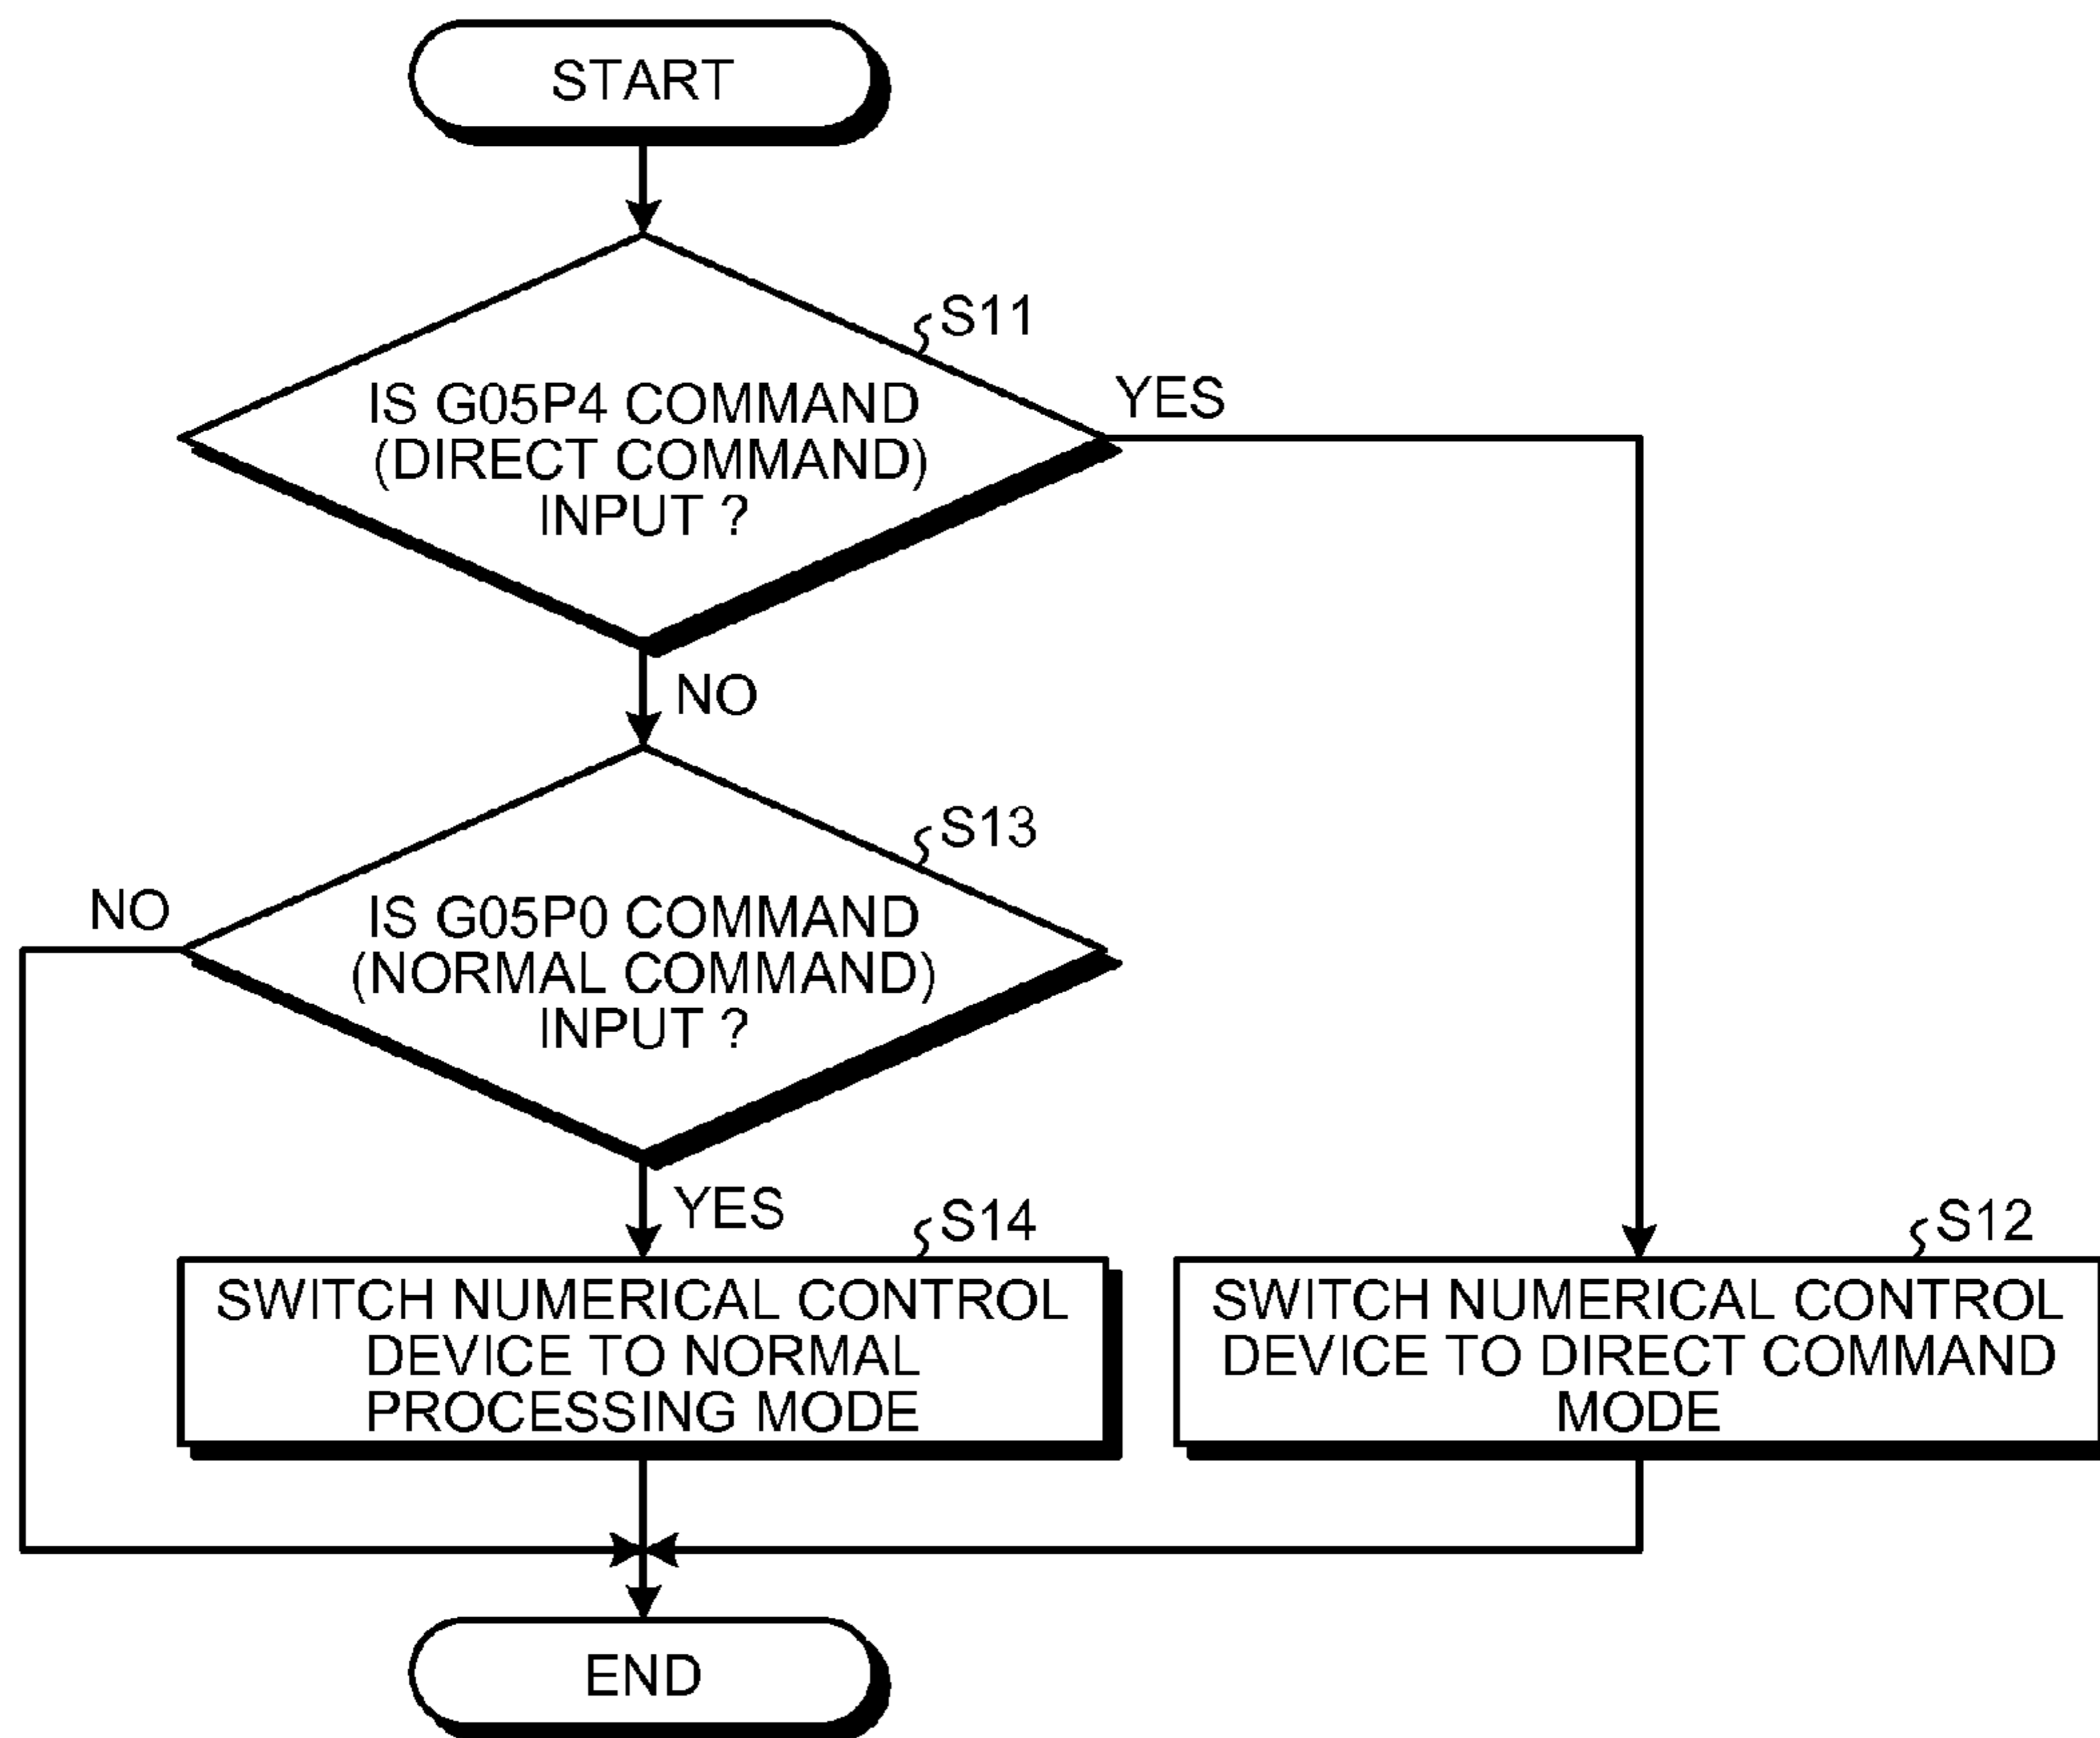 START
S11
IS G05P4 COMMAND
(DIRECT COMMAND)
INPUT ?
YES
NO
S13
IS G05P0 COMMAND
(NORMAL COMMAND)
INPUT ?
NO
YES
S14
SWITCH NUMERICAL CONTROL
DEVICE TO NORMAL
PROCESSING MODE
S12
SWITCH NUMERICAL CONTROL
DEVICE TO DIRECT COMMAND
MODE
END